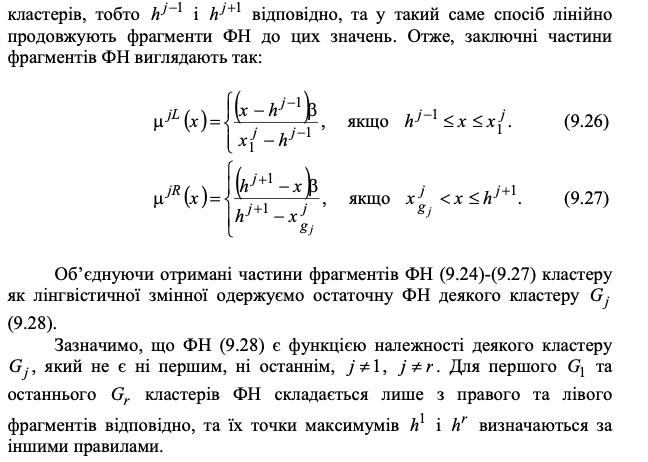 кластерів, тобто h^{j−1} і h^{j+1} відповідно, та у такий саме спосіб лінійно
продовжують фрагменти ФН до цих значень. Отже, заключні частини
фрагментів ФН виглядають так:
μ^{jL}(x) = { (x − h^{j−1})β / (x_1^j − h^{j−1}), якщо h^{j−1} ≤ x ≤ x_1^j. (9.26)
μ^{jR}(x) = { (h^{j+1} − x)β / (h^{j+1} − x_{g_j}^j), якщо x_{g_j}^j < x ≤ h^{j+1}. (9.27)
Об’єднуючи отримані частини фрагментів ФН (9.24)-(9.27) кластеру
як лінгвістичної змінної одержуємо остаточну ФН деякого кластеру G_j
(9.28).
Зазначимо, що ФН (9.28) є функцією належності деякого кластеру
G_j, який не є ні першим, ні останнім, j ≠ 1, j ≠ r. Для першого G_1 та
останнього G_r кластерів ФН складається лише з правого та лівого
фрагментів відповідно, та їх точки максимумів h^1 і h^r визначаються за
іншими правилами.